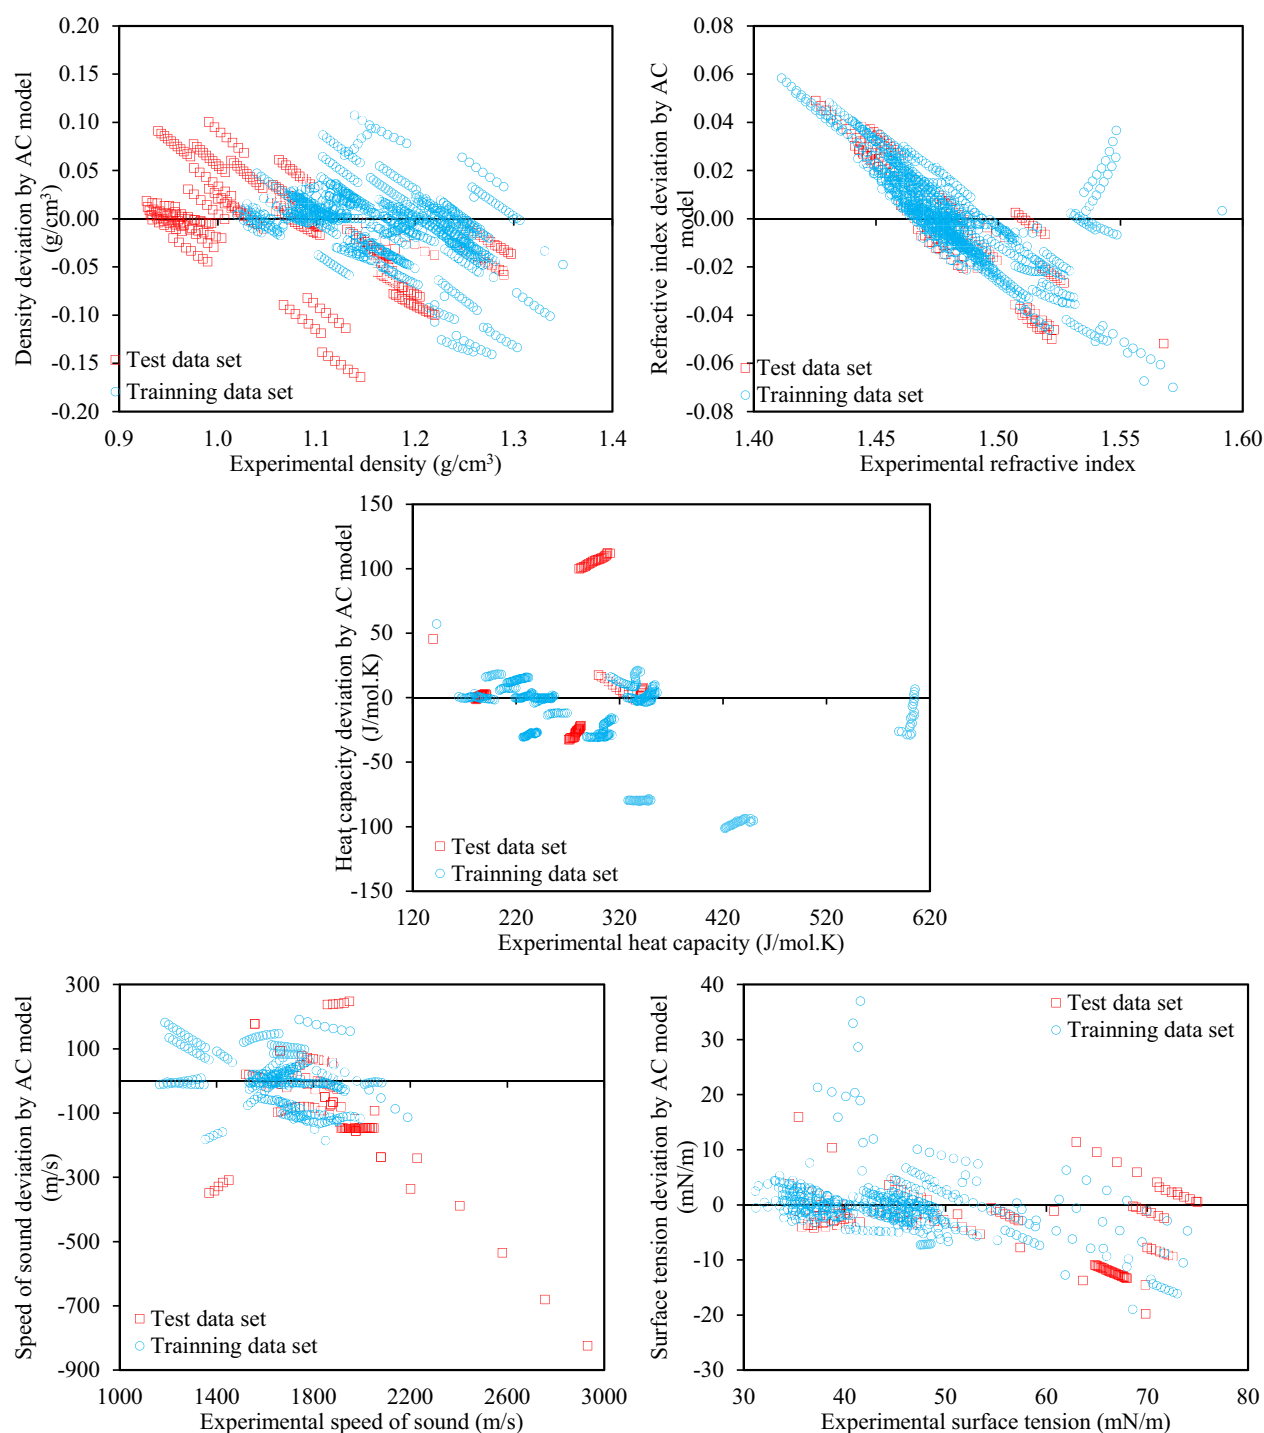 Density deviation by AC model
(g/cm³)
0.20
0.15
0.10
0.05
0.00
-0.05
-0.10
-0.15
-0.20
Test data set
Trainning data set
0.9 1.0 1.1 1.2 1.3 1.4
Experimental density (g/cm³)
Refractive index deviation by AC
model
0.08
0.06
0.04
0.02
0.00
-0.02
-0.04
-0.06
-0.08
Test data set
Trainning data set
1.40 1.45 1.50 1.55 1.60
Experimental refractive index
Heat capacity deviation by AC model
(J/mol.K)
150
100
50
0
-50
-100
-150
Test data set
Trainning data set
120 220 320 420 520 620
Experimental heat capacity (J/mol.K)
Speed of sound deviation by AC model
(m/s)
300
100
-100
-300
-500
-700
-900
Test data set
Trainning data set
1000 1400 1800 2200 2600 3000
Experimental speed of sound (m/s)
Surface tension deviation by AC model
(mN/m)
40
30
20
10
0
-10
-20
-30
Test data set
Trainning data set
30 40 50 60 70 80
Experimental surface tension (mN/m)